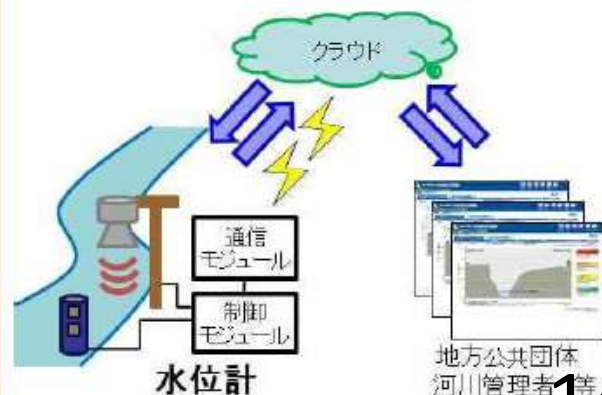 クラウド
通信
モジュール
制御
モジュール
水位計
地方公共団体
河川管理者等
1